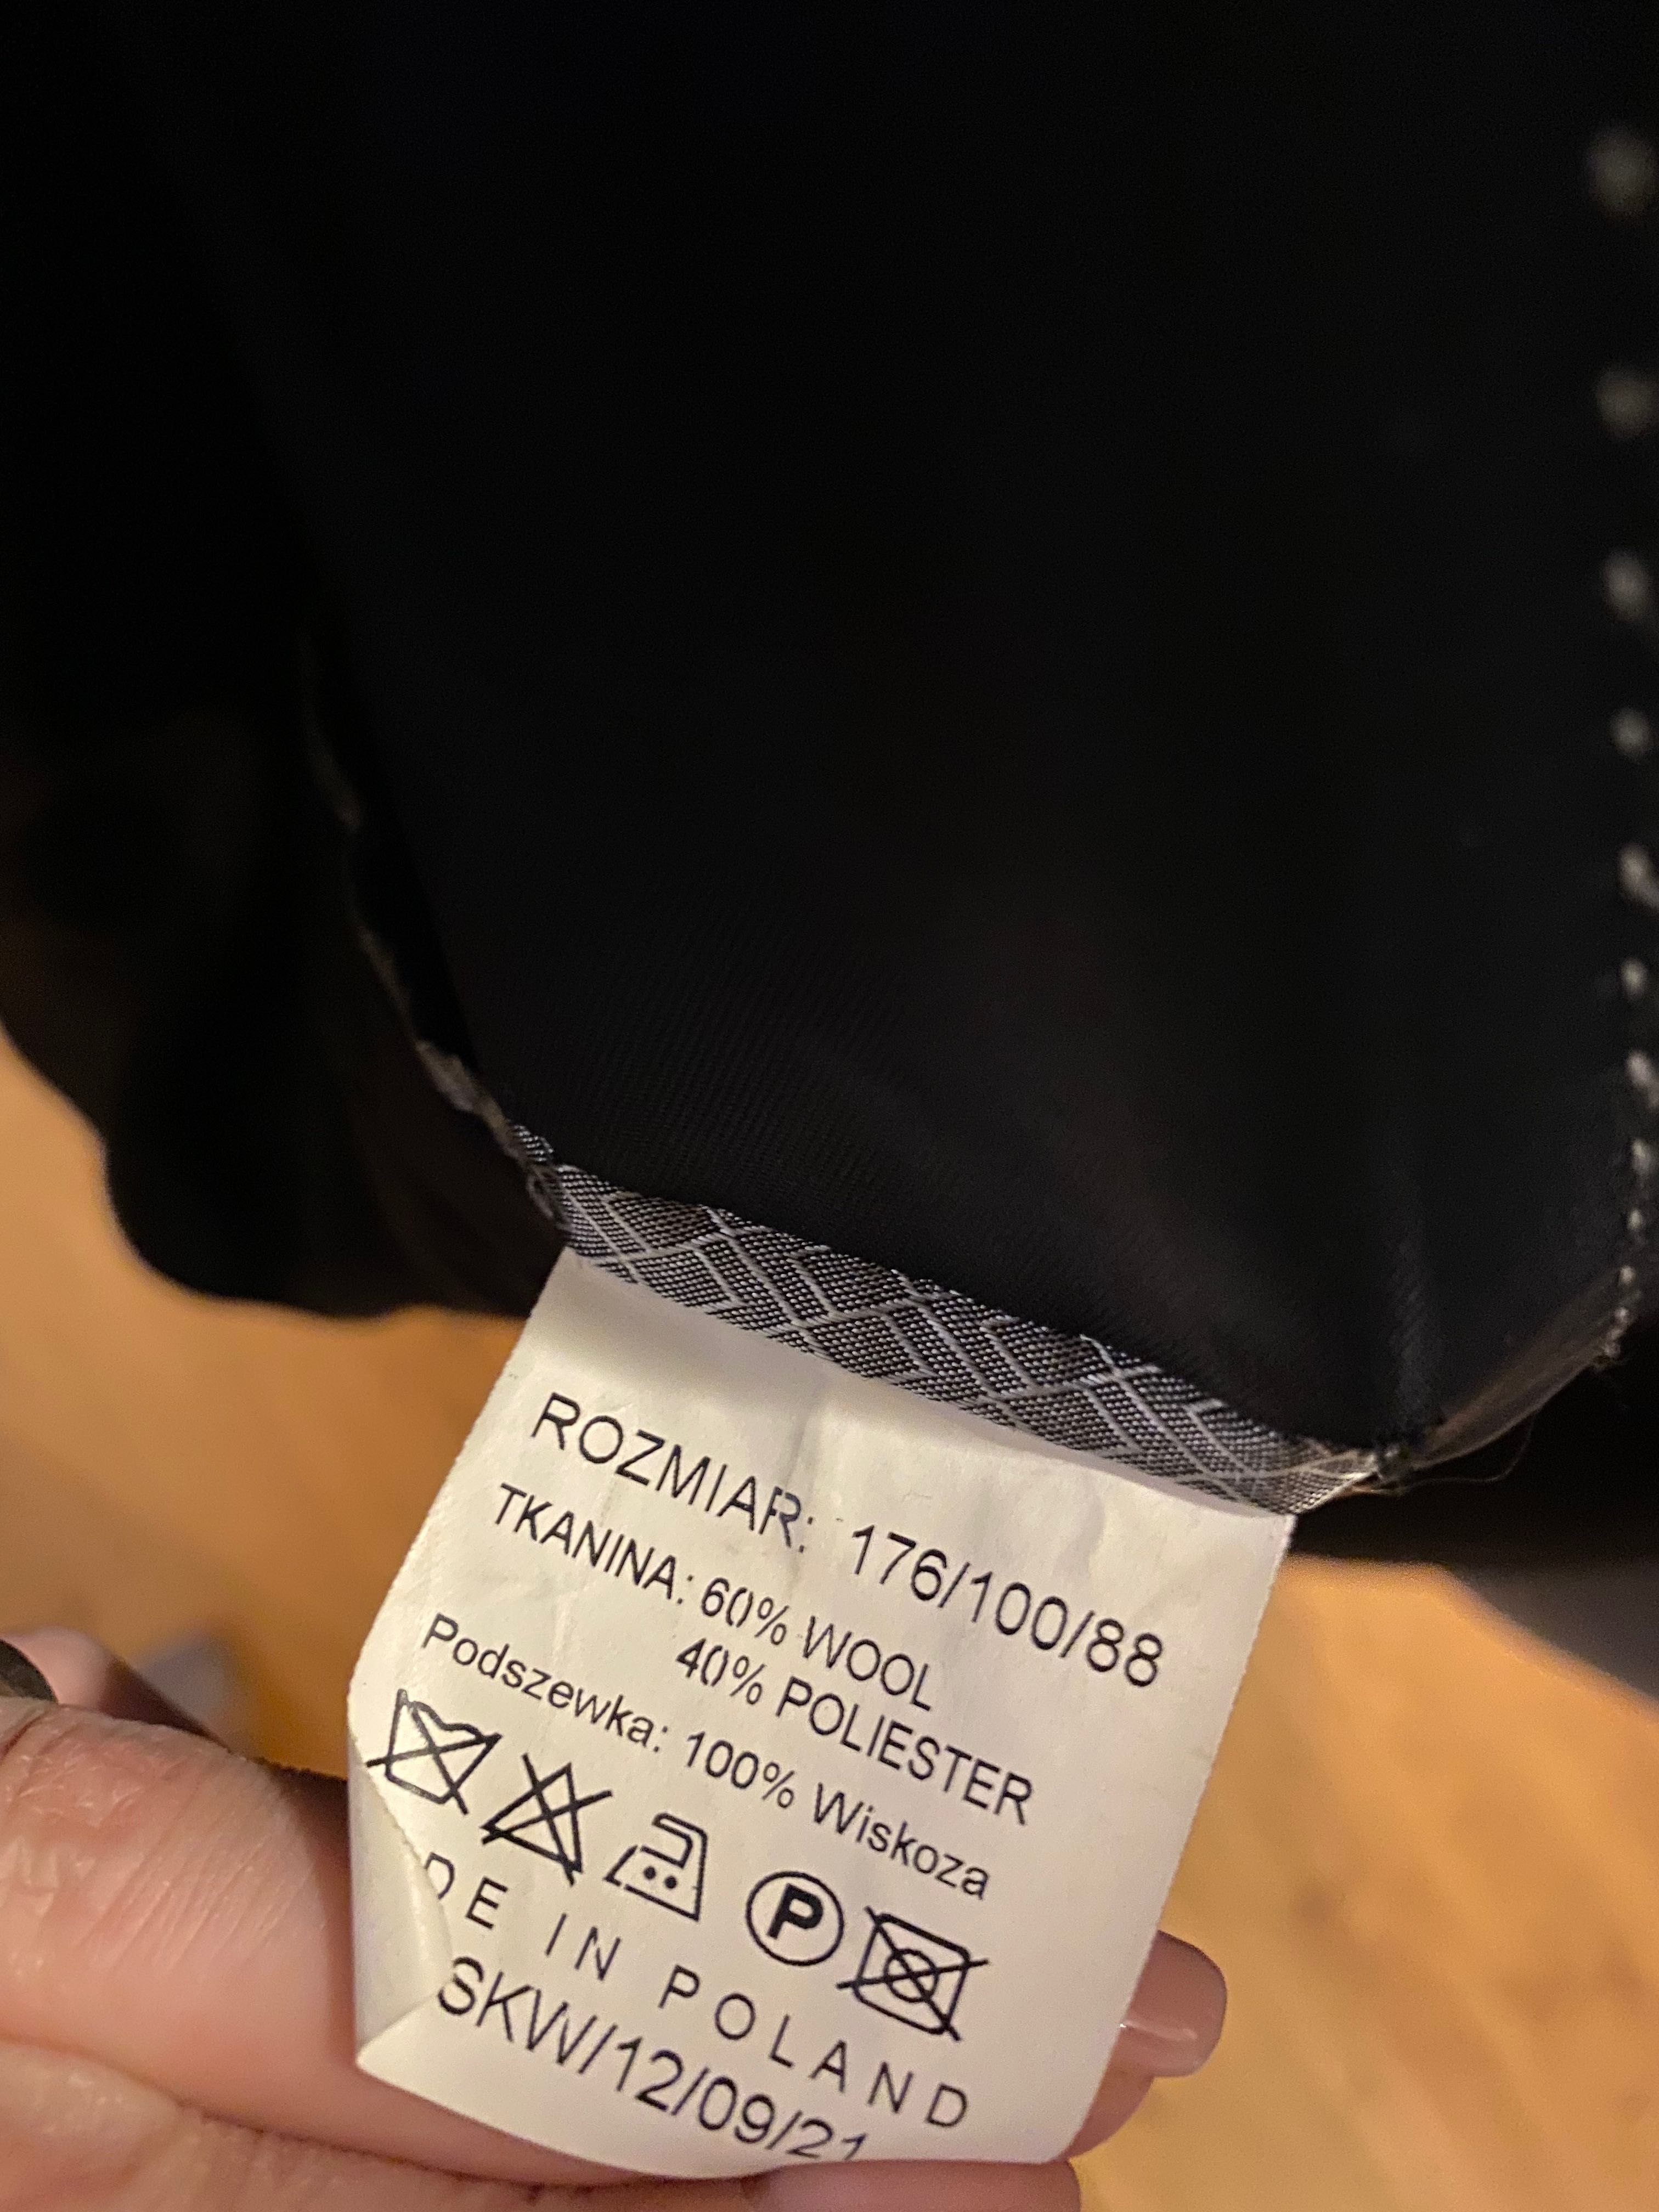 ROZMIAR: 176/100/88
TKANINA: 60% WOOL
40% POLIESTER
Podszewka: 100% Wiskoza
P
DE IN POLAND
SKW/12/09/21